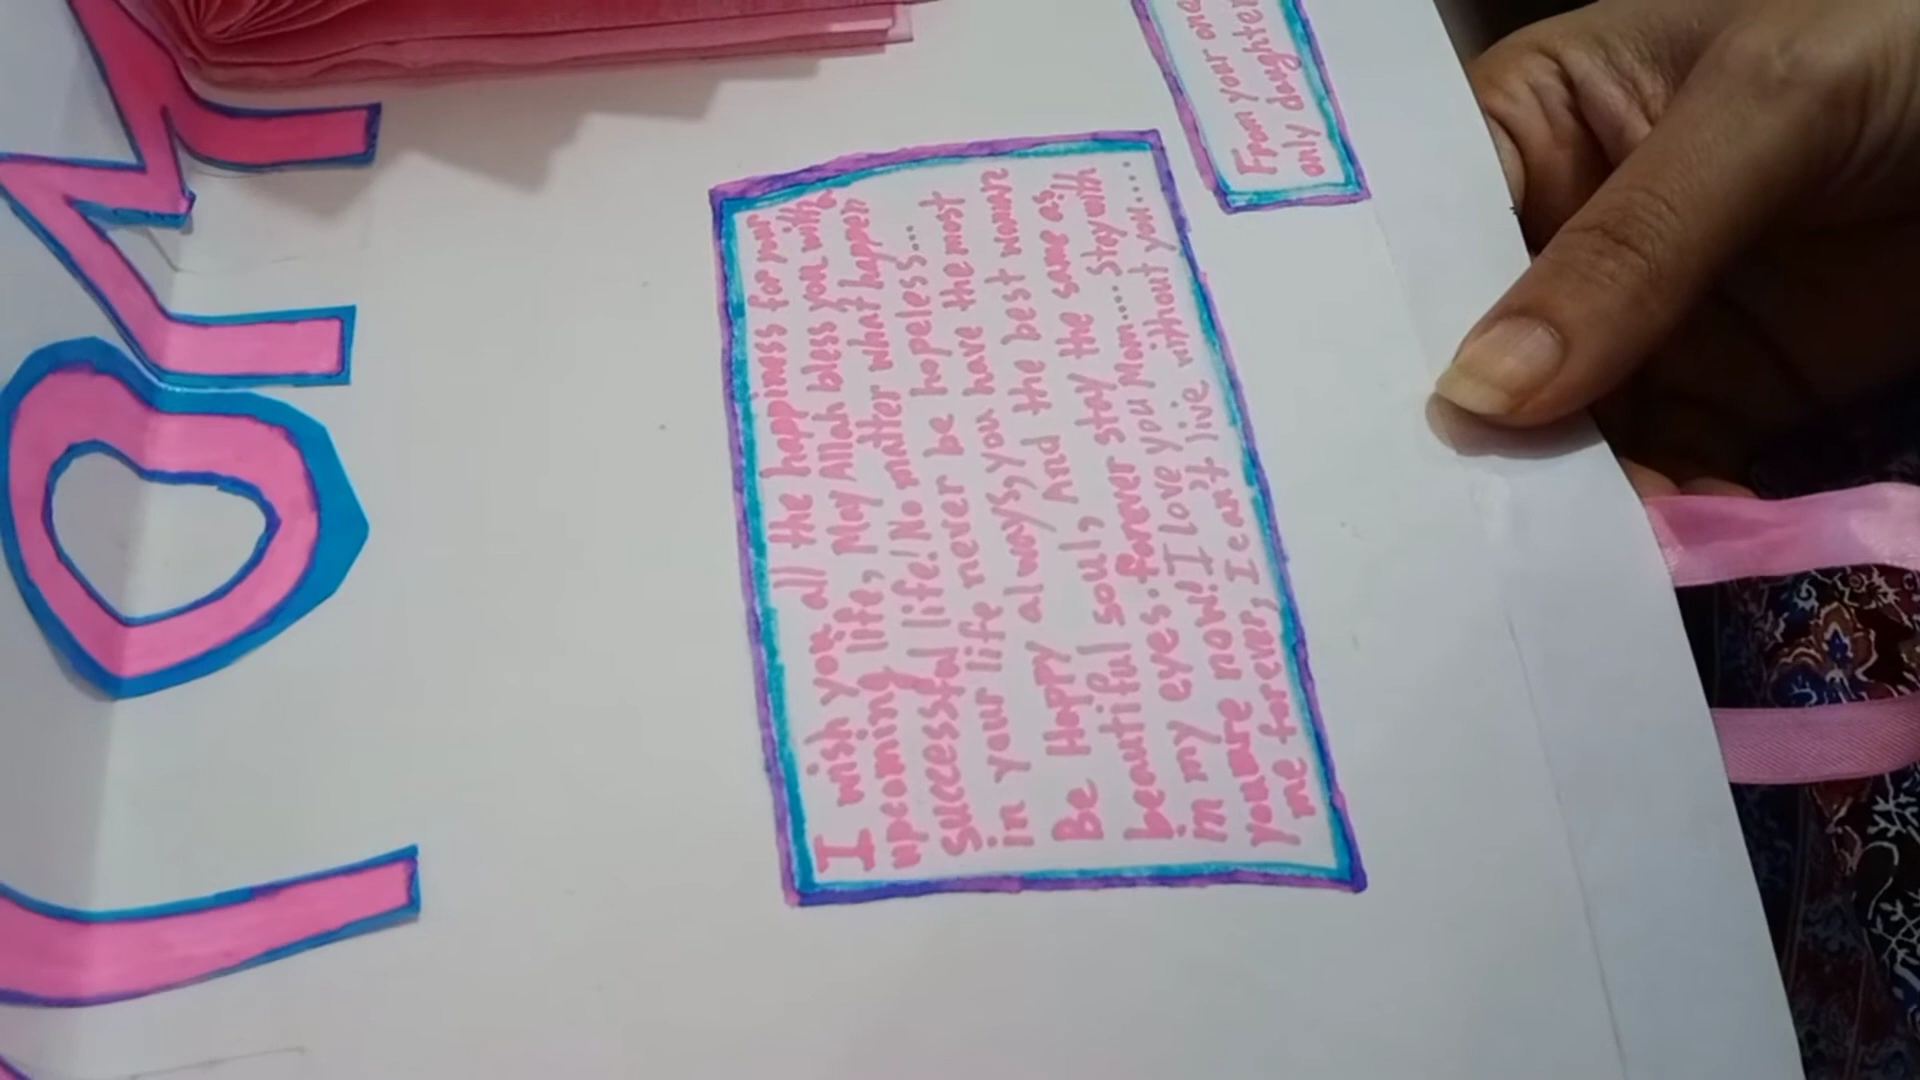 I wish you all the happiness for your
upcoming life, May Allah bless you with a
successful life! No matter what happen
in your life never be hopeless...
Be Happy always, you have the most
beautiful soul, And the best womare
in my eyes. forever stay the same as
you are now! I love you Mom.... Stay with
me forever, I can't live without you....
From your one
only daughter
OM